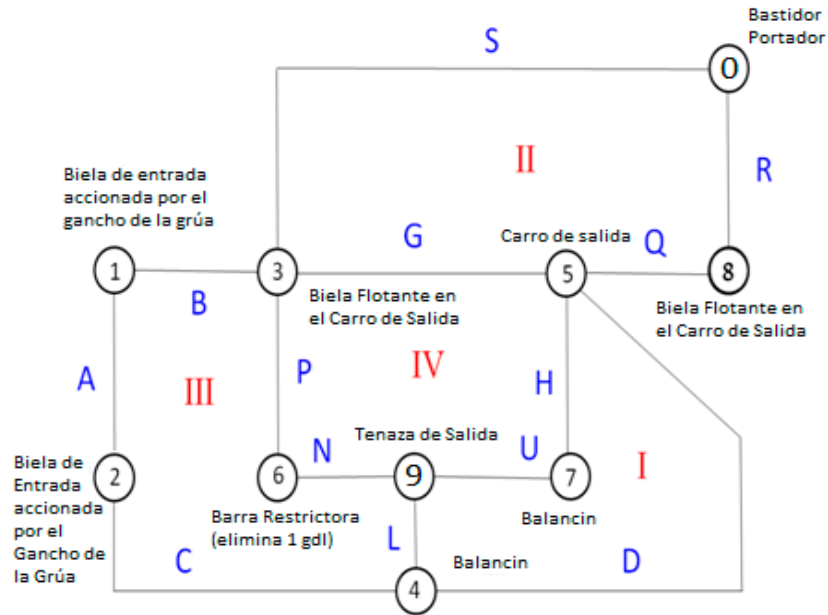 Bastidor
Portador
S
0
II
R
Biela de entrada
accionada por el
gancho de la grúa
G
Carro de salida
Q
1
3
5
8
B
Biela Flotante en
el Carro de Salida
Biela Flotante en
el Carro de Salida
A
III
P
IV
H
Tenaza de Salida
N
U
I
Biela de
Entrada
accionada
por el
Gancho de
la Grúa
2
6
9
7
Barra Restrictora
(elimina 1 gdl)
L
Balancin
C
4
Balancin
D